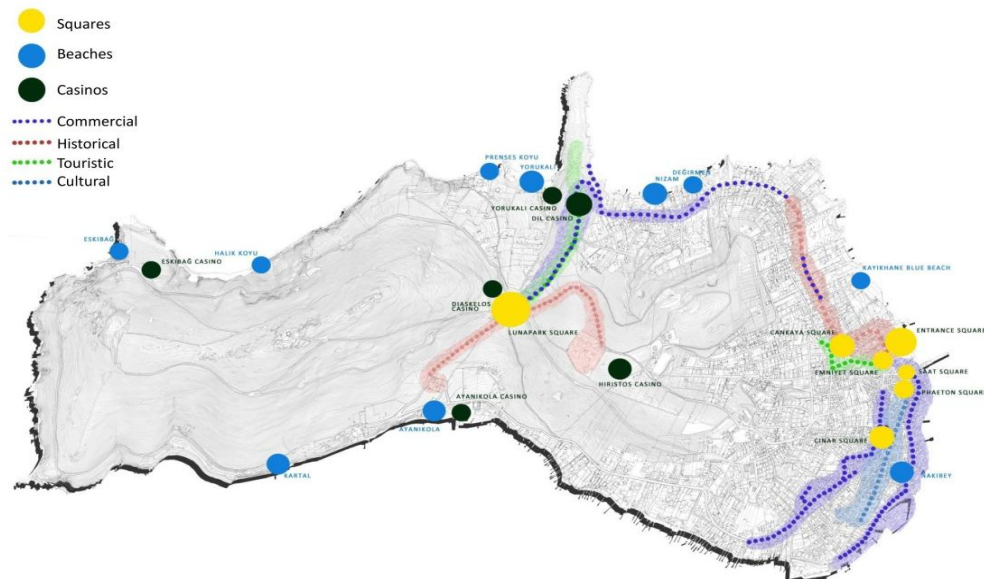 Squares
Beaches
Casinos
Commercial
Historical
Touristic
Cultural
PRENSES KOYU
YORUKALI
YORUKALI CASINO
DIL CASINO
NIZAM
DEĞIRMEN
ESKIBAĞ
ESKIBAĞ CASINO
HALIK KOYU
KAYIKHANE BLUE BEACH
DIASKELOS
CASINO
LUNAPARK SQUARE
CANKAYA SQUARE
ENTRANCE SQUARE
EMNIYET SQUARE
SAAT SQUARE
PHAETON SQUARE
HIRISTOS CASINO
AYANIKOLA CASINO
AYANIKOLA
ÇINAR SQUARE
KARTAL
NAKIBEY